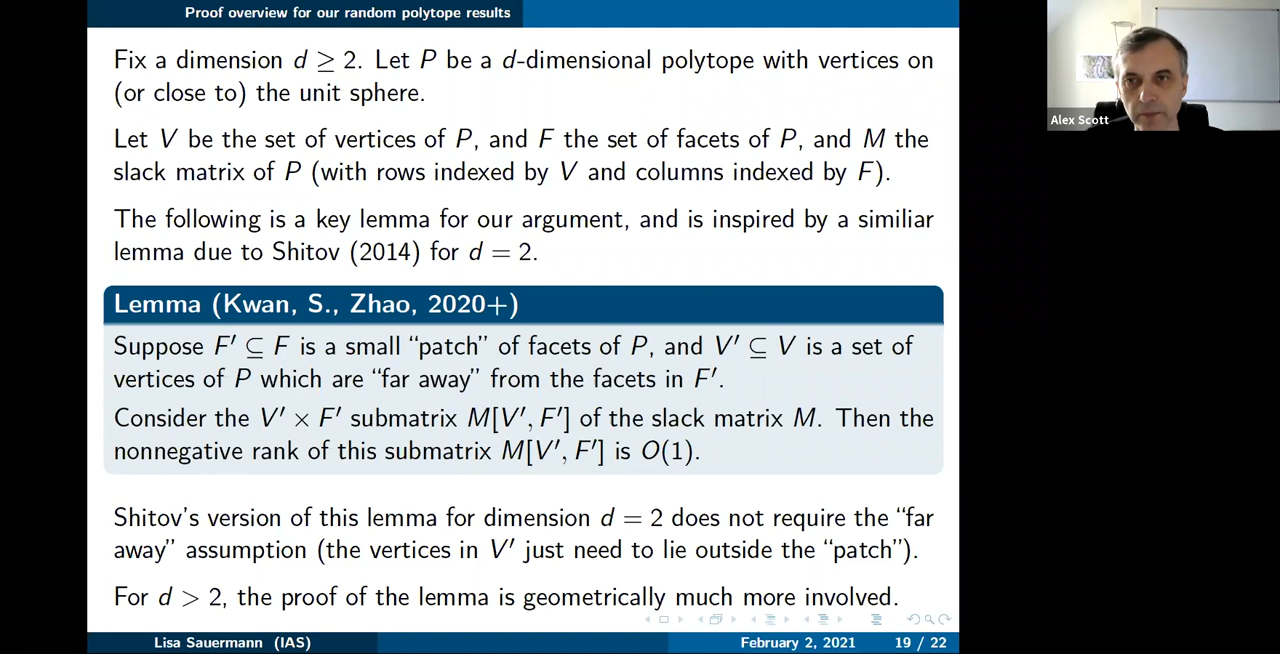 Proof overview for our random polytope results
Fix a dimension d ≥ 2. Let P be a d-dimensional polytope with vertices on
(or close to) the unit sphere.
Let V be the set of vertices of P, and F the set of facets of P, and M the
slack matrix of P (with rows indexed by V and columns indexed by F).
The following is a key lemma for our argument, and is inspired by a similiar
lemma due to Shitov (2014) for d = 2.
Lemma (Kwan, S., Zhao, 2020+)
Suppose F′ ⊆ F is a small “patch” of facets of P, and V′ ⊆ V is a set of
vertices of P which are “far away” from the facets in F′.
Consider the V′ × F′ submatrix M[V′, F′] of the slack matrix M. Then the
nonnegative rank of this submatrix M[V′, F′] is O(1).
Shitov’s version of this lemma for dimension d = 2 does not require the “far
away” assumption (the vertices in V′ just need to lie outside the “patch”).
For d > 2, the proof of the lemma is geometrically much more involved.
Lisa Sauermann (IAS) February 2, 2021 19 / 22
Alex Scott